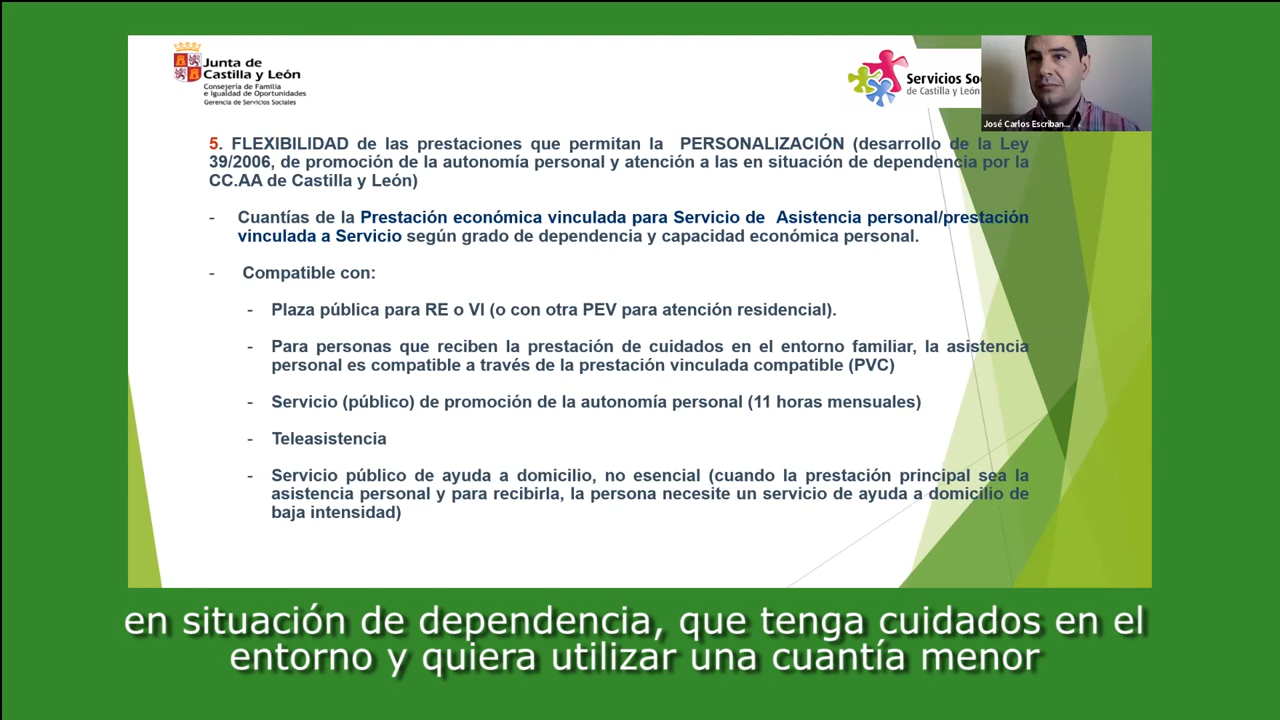 Junta de
Castilla y León
Consejería de Familia
e Igualdad de Oportunidades
Gerencia de Servicios Sociales
Servicios
de Castilla y León
José Carlos Escriban...
5. FLEXIBILIDAD de las prestaciones que permitan la PERSONALIZACIÓN (desarrollo de la Ley
39/2006, de promoción de la autonomía personal y atención a las en situación de dependencia por la
CC.AA de Castilla y León)
- Cuantías de la Prestación económica vinculada para Servicio de Asistencia personal/prestación
vinculada a Servicio según grado de dependencia y capacidad económica personal.
- Compatible con:
- Plaza pública para RE o VI (o con otra PEV para atención residencial).
- Para personas que reciben la prestación de cuidados en el entorno familiar, la asistencia
personal es compatible a través de la prestación vinculada compatible (PVC)
- Servicio (público) de promoción de la autonomía personal (11 horas mensuales)
- Teleasistencia
- Servicio público de ayuda a domicilio, no esencial (cuando la prestación principal sea la
asistencia personal y para recibirla, la persona necesite un servicio de ayuda a domicilio de
baja intensidad)
en situación de dependencia, que tenga cuidados en el
entorno y quiera utilizar una cuantía menor